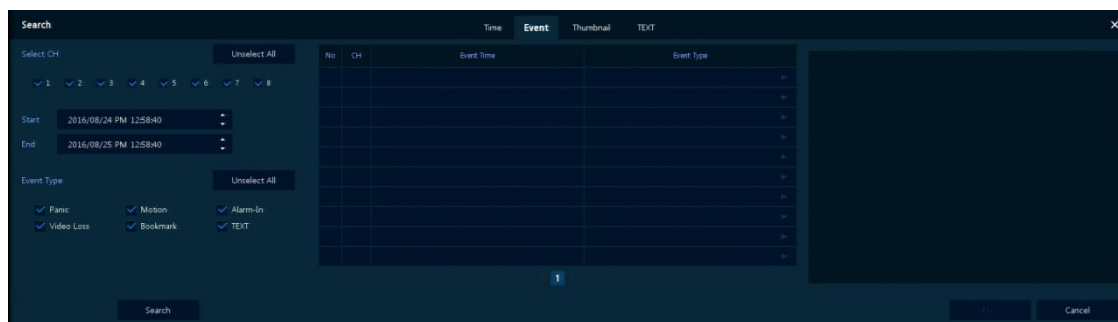 Search
Time Event Thumbnail TEXT
Select CH Unselect All
1 2 3 4 5 6 7 8
Start 2016/08/24 PM 12:58:40
End 2016/08/25 PM 12:58:40
Event Type Unselect All
Panic Motion Alarm-In
Video Loss Bookmark TEXT
Search
No CH Event Time Event Type
1
Cancel